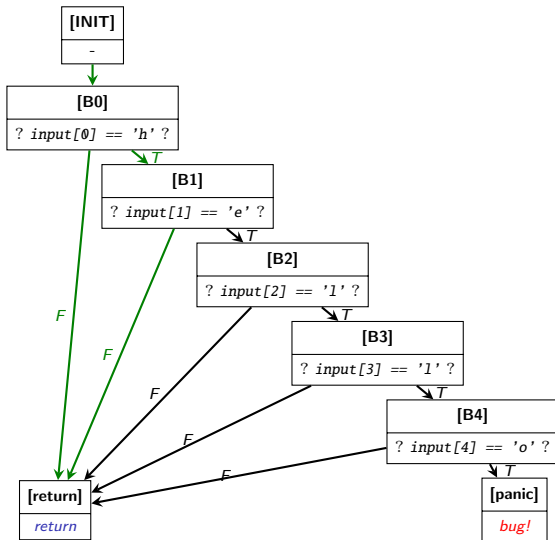 [INIT]
-
[B0]
? input[0] == 'h' ?
T
[B1]
? input[1] == 'e' ?
T
[B2]
? input[2] == 'l' ?
F
T
[B3]
F
? input[3] == 'l' ?
F
T
[B4]
F
? input[4] == 'o' ?
F
T
[return]
[panic]
return
bug!